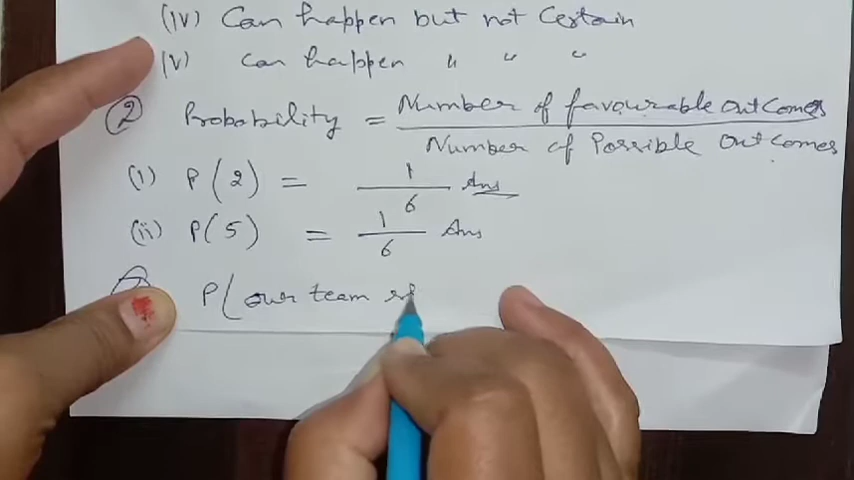 (iv) Can happen but not Certain
(v) can happen " " "
② Probability = Number of favourable outcomes / Number of Possible outcomes
(i) P(2) = 1/6 Ans
(ii) P(5) = 1/6 Ans
P(our team